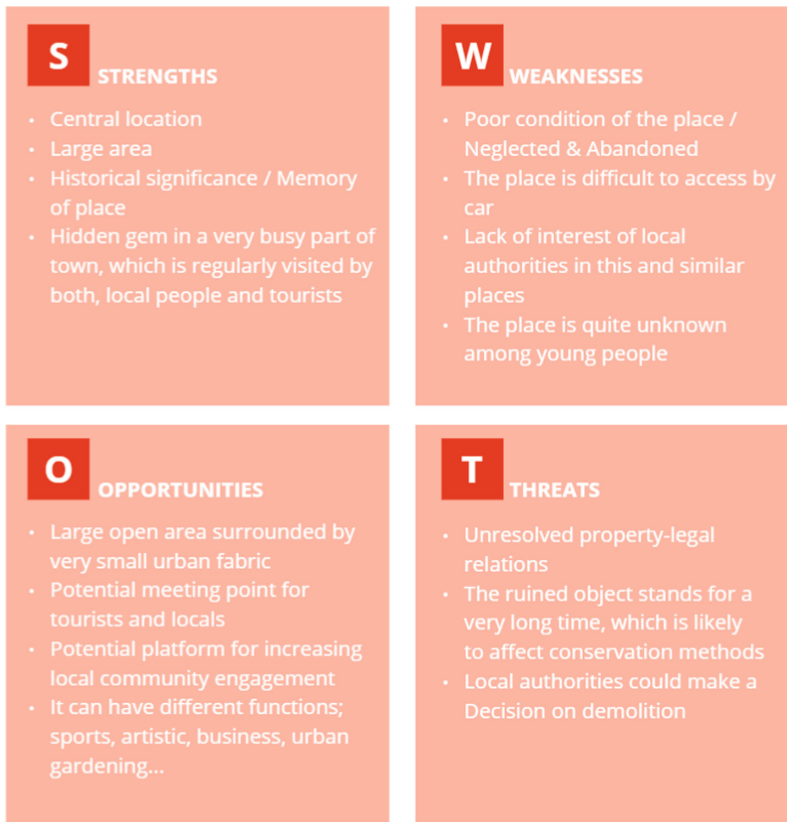 S STRENGTHS
• Central location
• Large area
• Historical significance / Memory
of place
• Hidden gem in a very busy part of
town, which is regularly visited by
both, local people and tourists
W WEAKNESSES
• Poor condition of the place /
Neglected & Abandoned
• The place is difficult to access by
car
• Lack of interest of local
authorities in this and similar
places
• The place is quite unknown
among young people
O OPPORTUNITIES
• Large open area surrounded by
very small urban fabric
• Potential meeting point for
tourists and locals
• Potential platform for increasing
local community engagement
• It can have different functions;
sports, artistic, business, urban
gardening...
T THREATS
• Unresolved property-legal
relations
• The ruined object stands for a
very long time, which is likely
to affect conservation methods
• Local authorities could make a
Decision on demolition